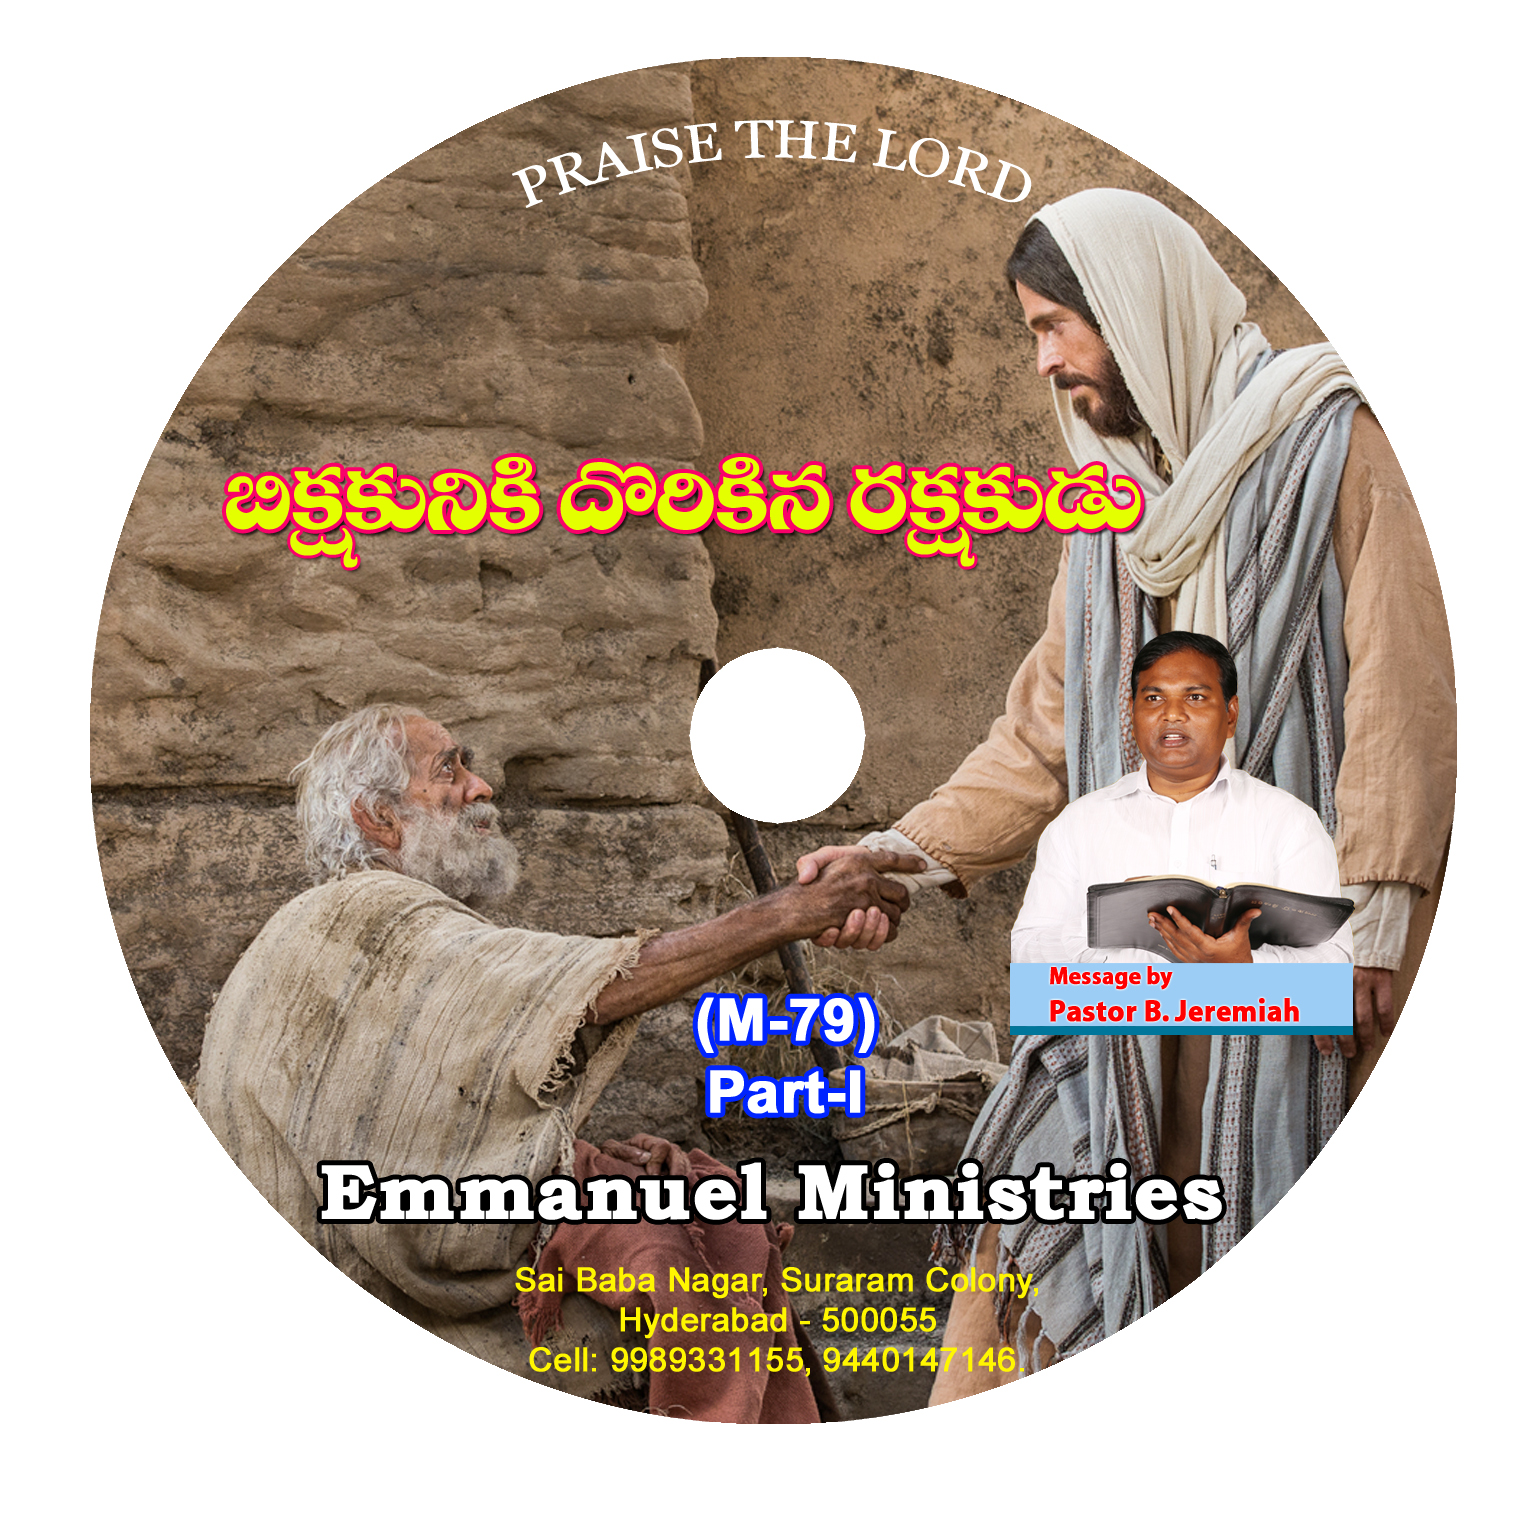 PRAISE THE LORD
బిక్షకునికి దొరికిన రక్షకుడు
Message by
Pastor B. Jeremiah
(M-79)
Part-I
Emmanuel Ministries
Sai Baba Nagar, Suraram Colony,
Hyderabad - 500055
Cell: 9989331155, 9440147146.